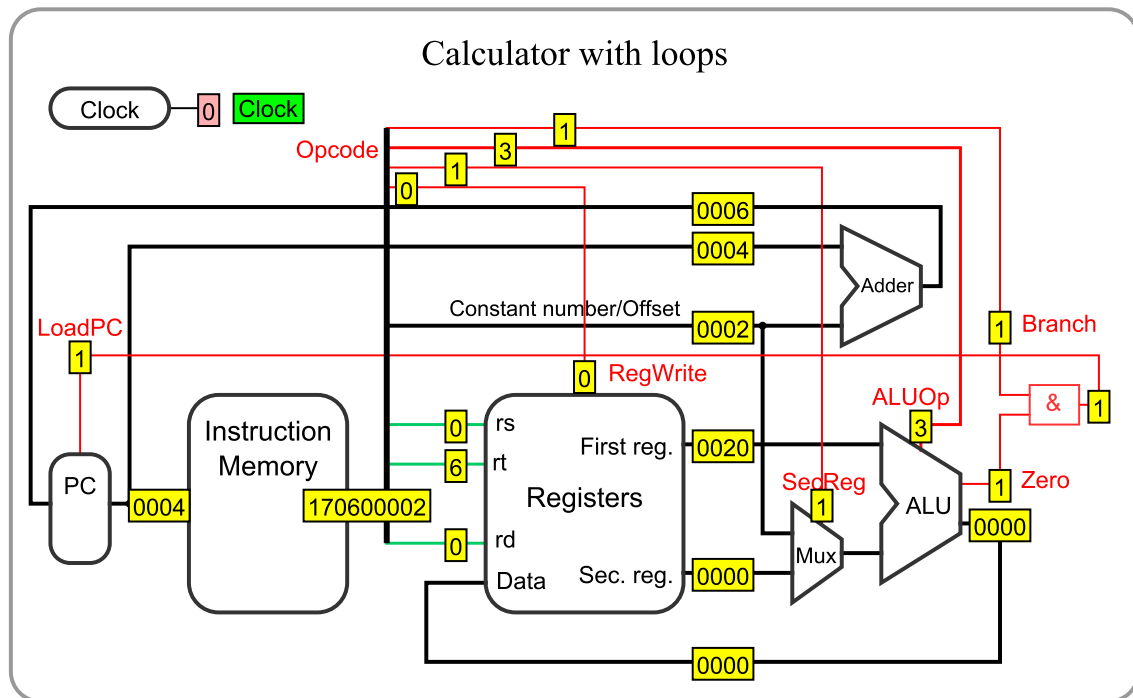 Calculator with loops
Clock
0
Clock
1
Opcode
3
1
0
0006
0004
Adder
Constant number/Offset
0002
LoadPC
1
1
Branch
0
RegWrite
ALUOp
&
1
3
Instruction
Memory
0
rs
First reg.
0020
PC
6
rt
SecReg
1
Zero
Registers
0004
170600002
1
ALU
0000
0
rd
Mux
Data
Sec. reg.
0000
0000